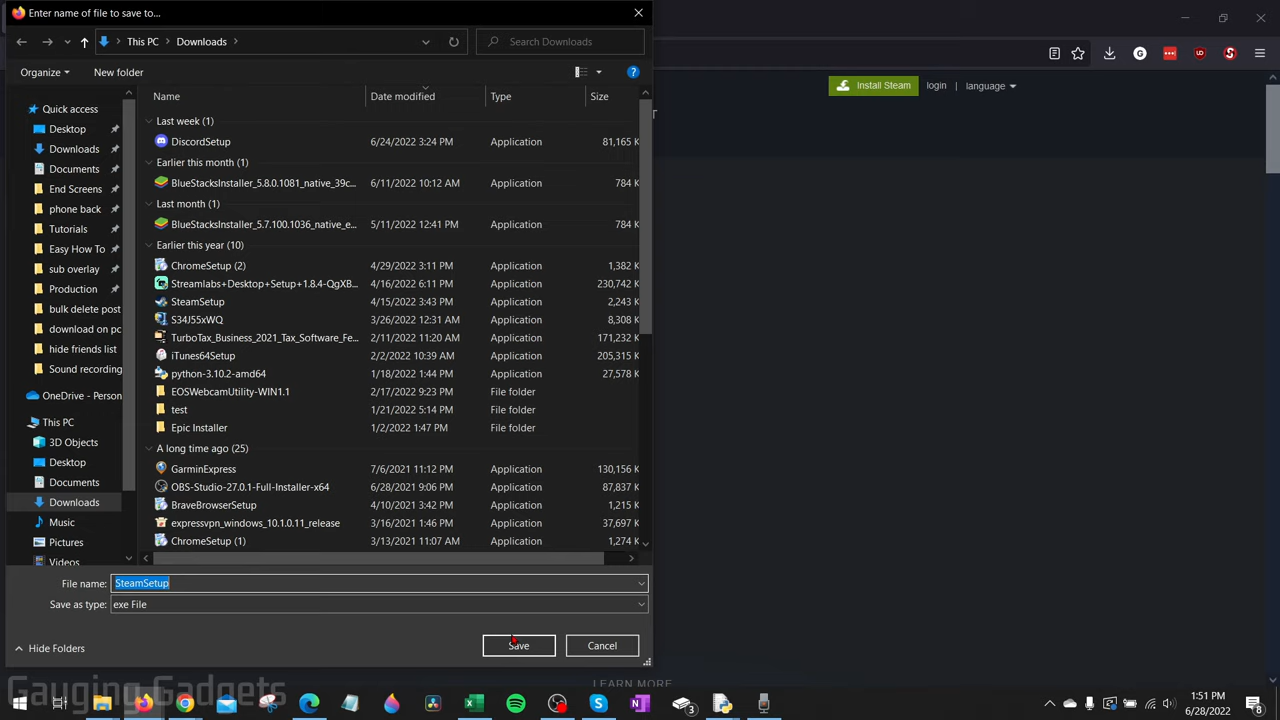 Enter name of file to save to...
This PC > Downloads >
Search Downloads
Organize
New folder
Install Steam
login | language
Name
Date modified
Type
Size
Quick access
Desktop
Downloads
Documents
End Screens
phone back
Tutorials
Easy How To
sub overlay
Production
bulk delete post
download on pc
hide friends list
Sound recording
OneDrive - Person
This PC
3D Objects
Desktop
Documents
Downloads
Music
Pictures
Videos
Last week (1)
DiscordSetup 6/24/2022 3:24 PM Application 81,165 K
Earlier this month (1)
BlueStacksInstaller_5.8.0.1081_native_39c... 6/11/2022 10:12 AM Application 784 K
Last month (1)
BlueStacksInstaller_5.7.100.1036_native_e... 5/11/2022 12:41 PM Application 784 K
Earlier this year (10)
ChromeSetup (2) 4/29/2022 3:11 PM Application 1,382 K
Streamlabs+Desktop+Setup+1.8.4-QgXB... 4/16/2022 6:11 PM Application 230,742 K
SteamSetup 4/15/2022 3:43 PM Application 2,243 K
S34J55xWQ 3/26/2022 12:31 AM Application 8,308 K
TurboTax_Business_2021_Tax_Software_Fe... 2/11/2022 11:20 AM Application 171,232 K
iTunes64Setup 2/2/2022 10:39 AM Application 205,315 K
python-3.10.2-amd64 1/18/2022 1:44 PM Application 27,578 K
EOSWebcamUtility-WIN1.1 2/17/2022 9:23 PM File folder
test 1/21/2022 5:14 PM File folder
Epic Installer 1/2/2022 1:47 PM File folder
A long time ago (25)
GarminExpress 7/6/2021 11:12 PM Application 130,156 K
OBS-Studio-27.0.1-Full-Installer-x64 6/28/2021 9:06 PM Application 87,837 K
BraveBrowserSetup 4/10/2021 3:42 PM Application 1,215 K
expressvpn_windows_10.1.0.11_release 3/16/2021 1:46 PM Application 37,697 K
ChromeSetup (1) 3/13/2021 11:07 AM Application 1,274 K
File name: SteamSetup
Save as type: exe File
Hide Folders
Save
Cancel
LEARN MORE
Gauging Gadgets
1:51 PM
6/28/2022